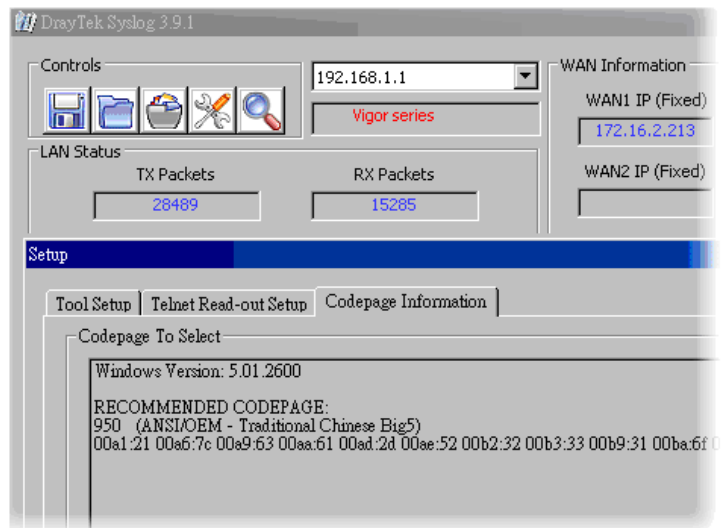 DrayTek Syslog 3.9.1
Controls
192.168.1.1
Vigor series
WAN Information
WAN1 IP (Fixed)
172.16.2.213
WAN2 IP (Fixed)
LAN Status
TX Packets
RX Packets
28489
15285
Setup
Tool Setup
Telnet Read-out Setup
Codepage Information
Codepage To Select
Windows Version: 5.01.2600
RECOMMENDED CODEPAGE:
950 (ANSI/OEM - Traditional Chinese Big5)
00a1:21 00a6:7c 00a9:63 00aa:61 00ad:2d 00ae:52 00b2:32 00b3:33 00b9:31 00ba:6f